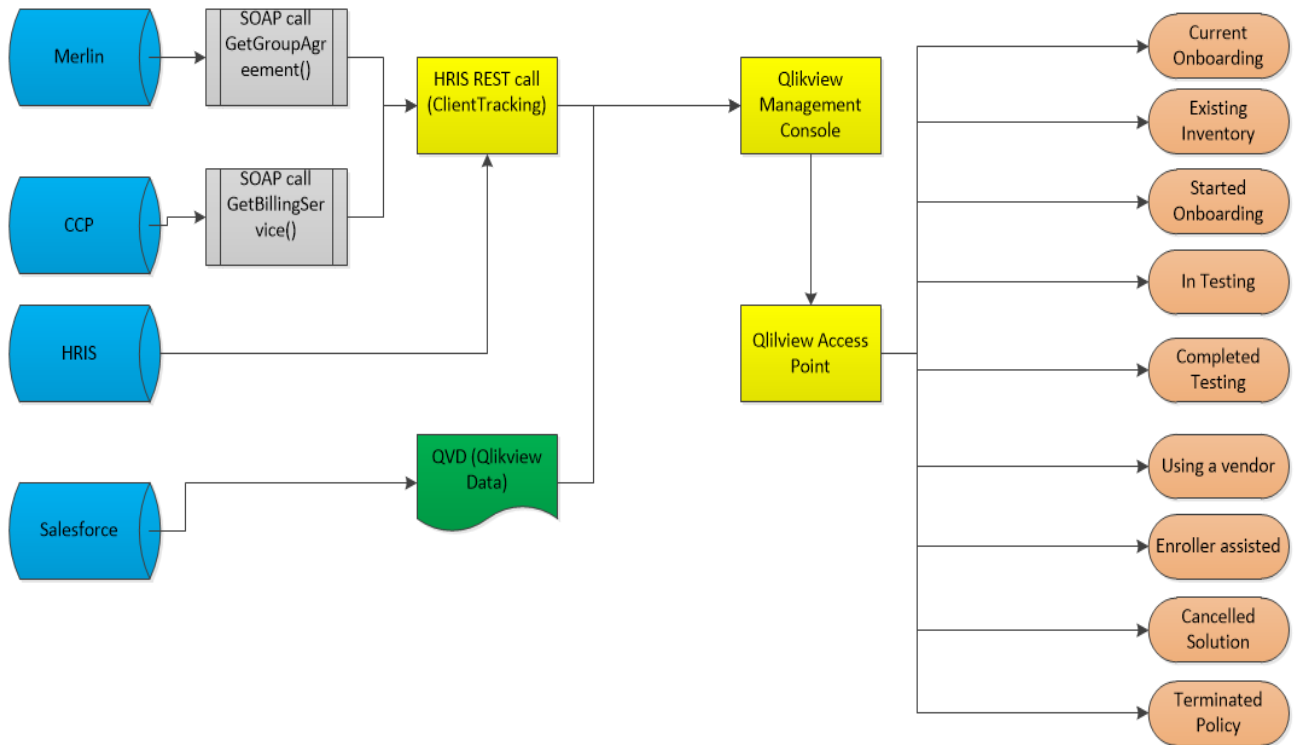 Merlin
SOAP call
GetGroupAgr
eement()
HRIS REST call
(ClientTracking)
Qlikview
Management
Console
CCP
SOAP call
GetBillingSer
vice()
HRIS
Qlilview Access
Point
Salesforce
QVD (Qlikview
Data)
Current
Onboarding
Existing
Inventory
Started
Onboarding
In Testing
Completed
Testing
Using a vendor
Enroller assisted
Cancelled
Solution
Terminated
Policy